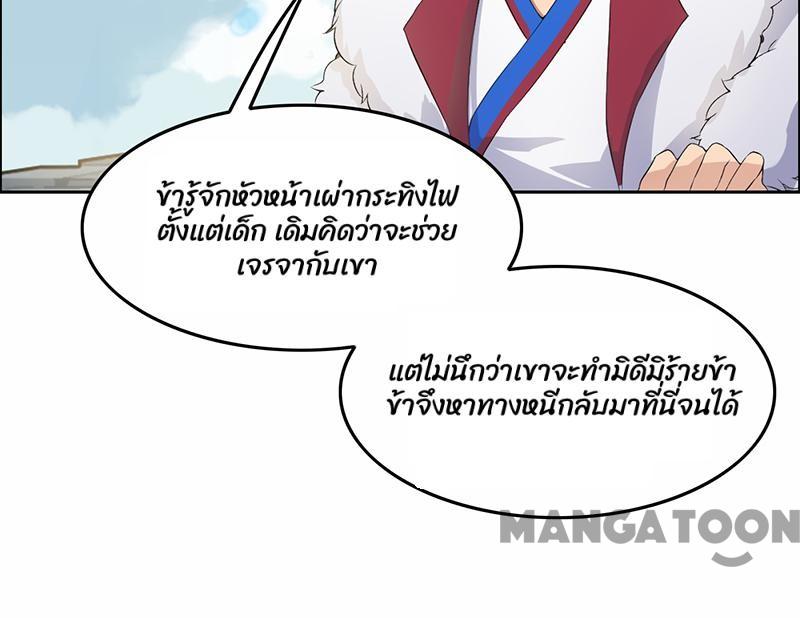 ข้ารู้จักหัวหน้าเผ่ากระทิงไฟ
ตั้งแต่เด็ก เดิมคิดว่าจะช่วย
เจรจากับเขา
แต่ไม่นึกว่าเขาจะทำมิดีมิร้ายข้า
ข้าจึงหาทางหนีกลับมาที่นี่จนได้
MANGATOON